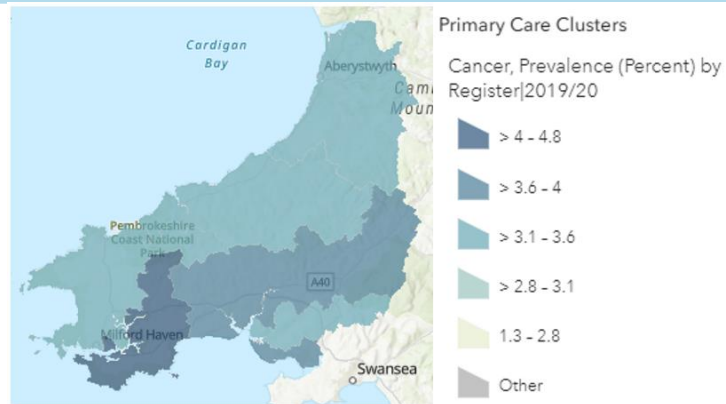 Cardigan
Bay
Aberystwyth
Pembrokeshire
Coast National
Park
A40
Milford Haven
Swansea
Primary Care Clusters
Cancer, Prevalence (Percent) by
Register|2019/20
> 4 - 4.8
> 3.6 - 4
> 3.1 - 3.6
> 2.8 - 3.1
1.3 - 2.8
Other